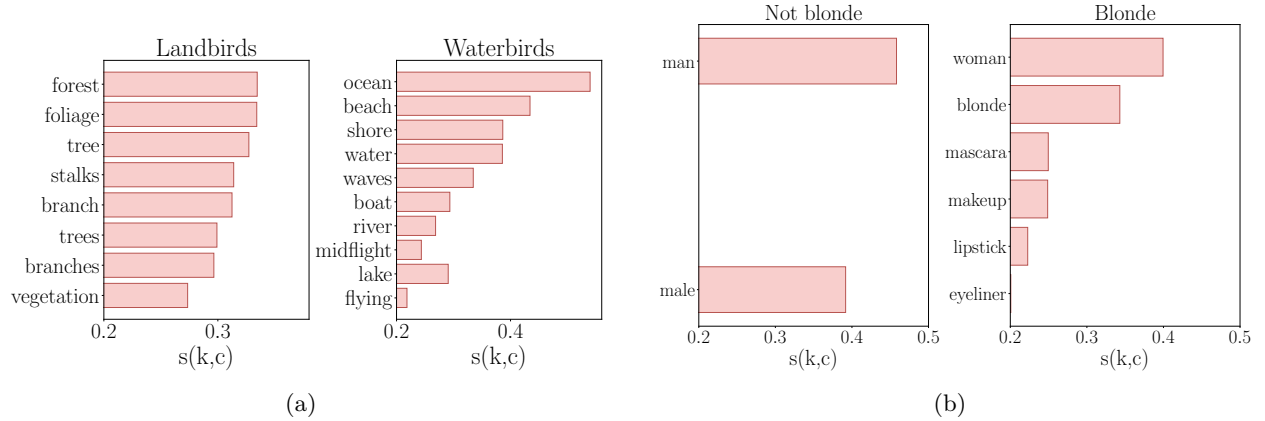 Landbirds
forest
foliage
tree
stalks
branch
trees
branches
vegetation
0.2 0.3
s(k,c)
Waterbirds
ocean
beach
shore
water
waves
boat
river
midflight
lake
flying
0.2 0.4
s(k,c)
(a)
Not blonde
man
male
0.2 0.3 0.4 0.5
s(k,c)
Blonde
woman
blonde
mascara
makeup
lipstick
eyeliner
0.2 0.3 0.4 0.5
s(k,c)
(b)